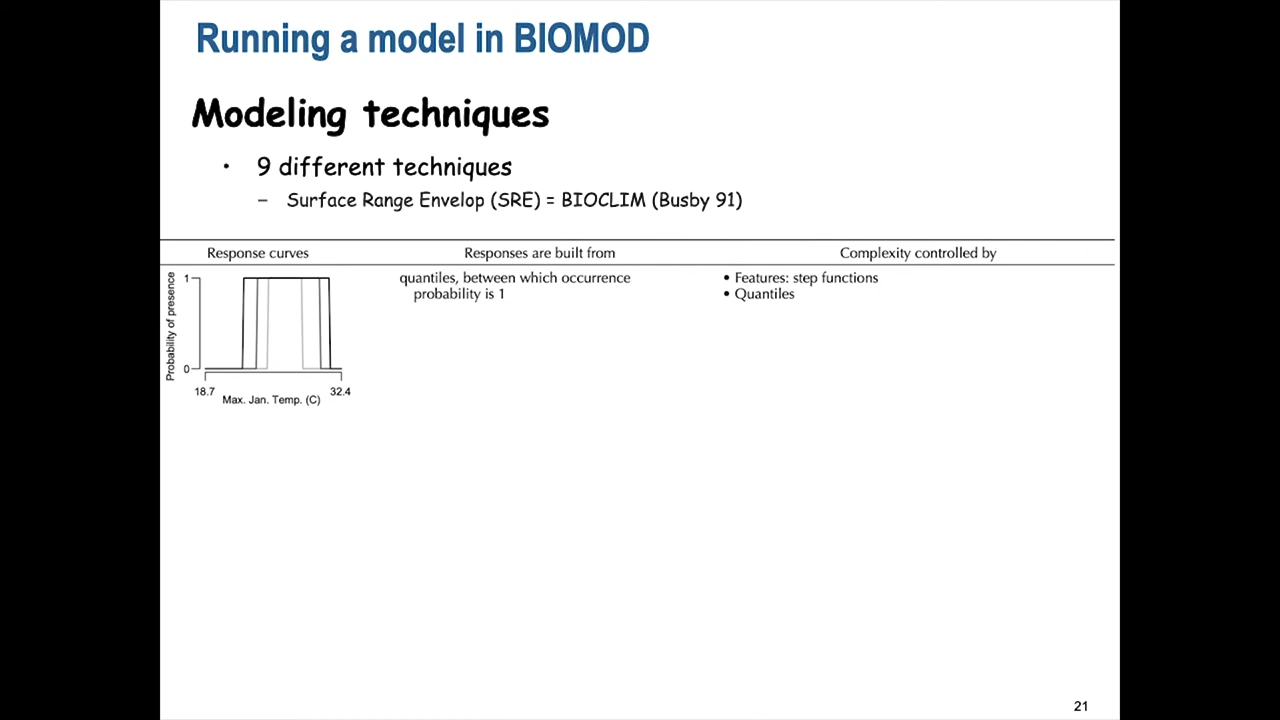 Running a model in BIOMOD
Modeling techniques
• 9 different techniques
– Surface Range Envelop (SRE) = BIOCLIM (Busby 91)
Response curves Responses are built from Complexity controlled by
quantiles, between which occurrence
probability is 1
• Features: step functions
• Quantiles
Probability of presence
1
0
18.7 32.4
Max. Jan. Temp. (C)
21